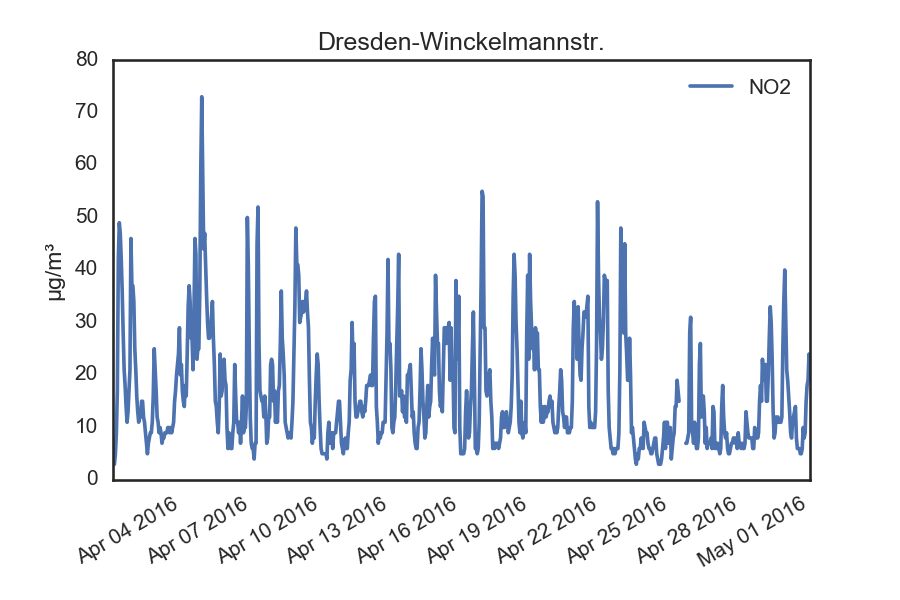 Dresden-Winckelmannstr.
80
70
60
50
40
30
20
10
0
µg/m³
NO2
Apr 04 2016
Apr 07 2016
Apr 10 2016
Apr 13 2016
Apr 16 2016
Apr 19 2016
Apr 22 2016
Apr 25 2016
Apr 28 2016
May 01 2016